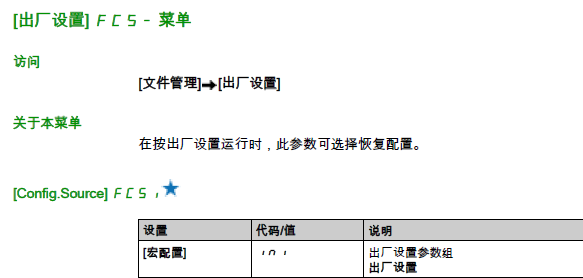 [出厂设置] FCS- 菜单
访问
[文件管理]➡[出厂设置]
关于本菜单
在按出厂设置运行时，此参数可选择恢复配置。
[Config.Source] FCS, ★
设置 代码/值 说明
[宏配置] 出厂设置参数组
出厂设置